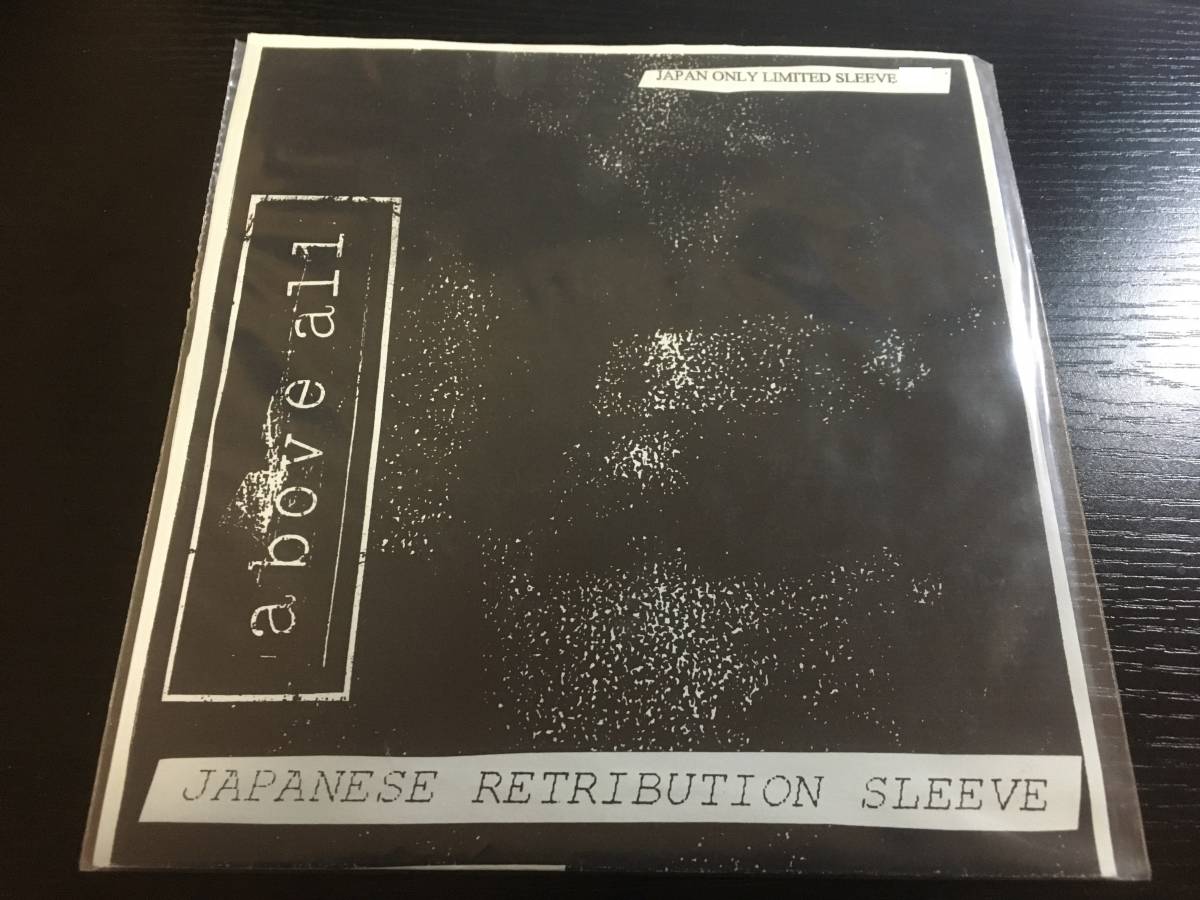 JAPAN ONLY LIMITED SLEEVE
above all
JAPANESE RETRIBUTION SLEEVE